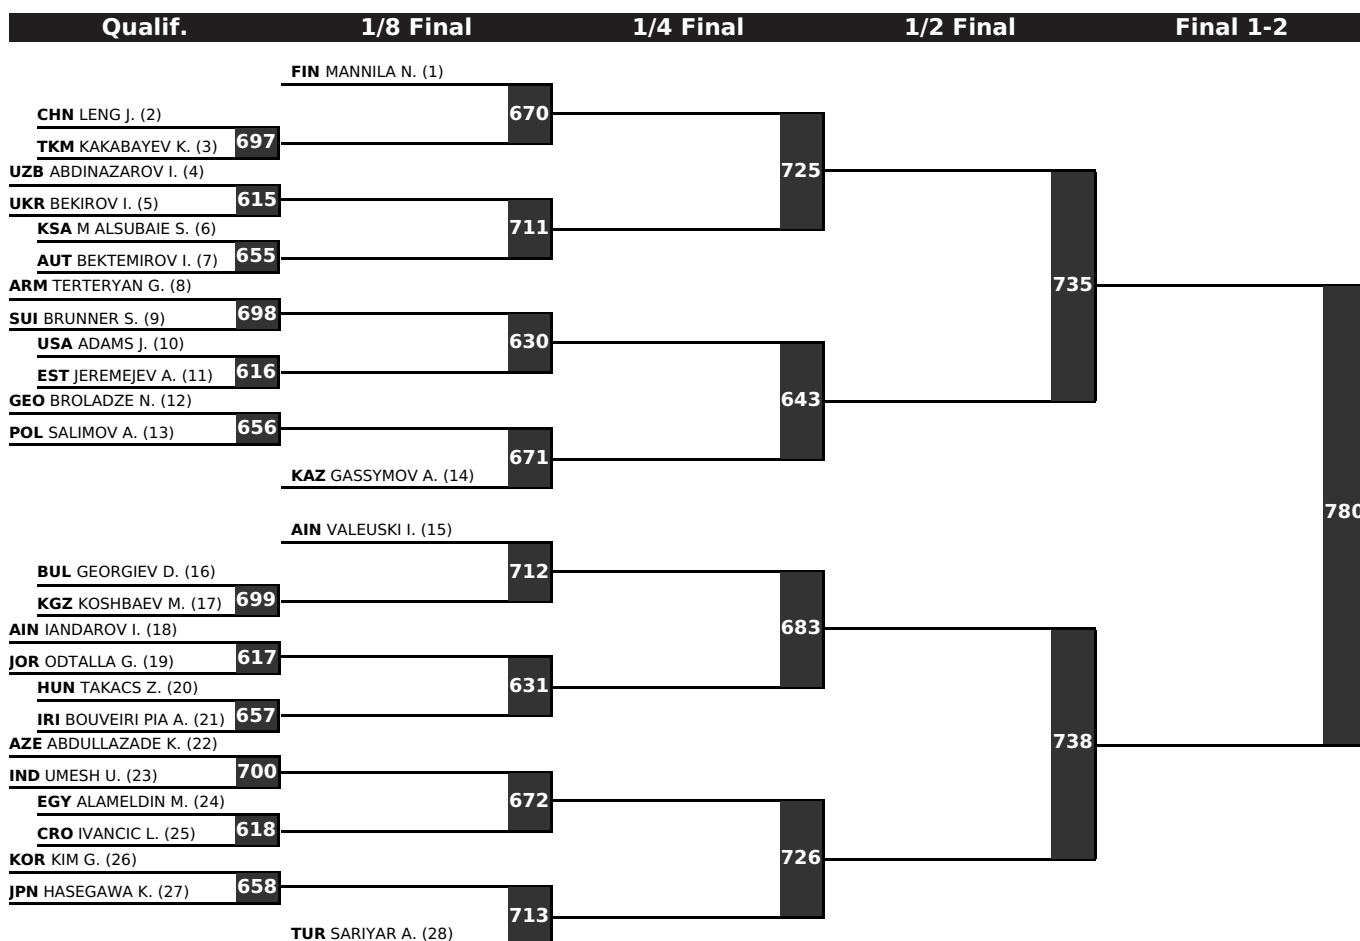 Qualif. 1/8 Final 1/4 Final 1/2 Final Final 1-2
FIN MANNILA N. (1)
670
CHN LENG J. (2)
697
TKM KAKABAYEV K. (3)
725
UZB ABDINAZAROV I. (4)
615
UKR BEKIROV I. (5)
711
KSA M ALSUBAIE S. (6)
655
AUT BEKTEMIROV I. (7)
735
ARM TERTERYAN G. (8)
698
SUI BRUNNER S. (9)
630
USA ADAMS J. (10)
616
EST JEREMEJEV A. (11)
643
GEO BROLADZE N. (12)
656
POL SALIMOV A. (13)
671
KAZ GASSYMOV A. (14)
780
AIN VALEUSKI I. (15)
712
BUL GEORGIEV D. (16)
699
KGZ KOSHBAEV M. (17)
683
AIN IANDAROV I. (18)
617
JOR ODTALLA G. (19)
631
HUN TAKACS Z. (20)
657
IRI BOUVEIRI PIA A. (21)
738
AZE ABDULLAZADE K. (22)
700
IND UMESH U. (23)
672
EGY ALAMELDIN M. (24)
618
CRO IVANCIC L. (25)
726
KOR KIM G. (26)
658
JPN HASEGAWA K. (27)
713
TUR SARIYAR A. (28)